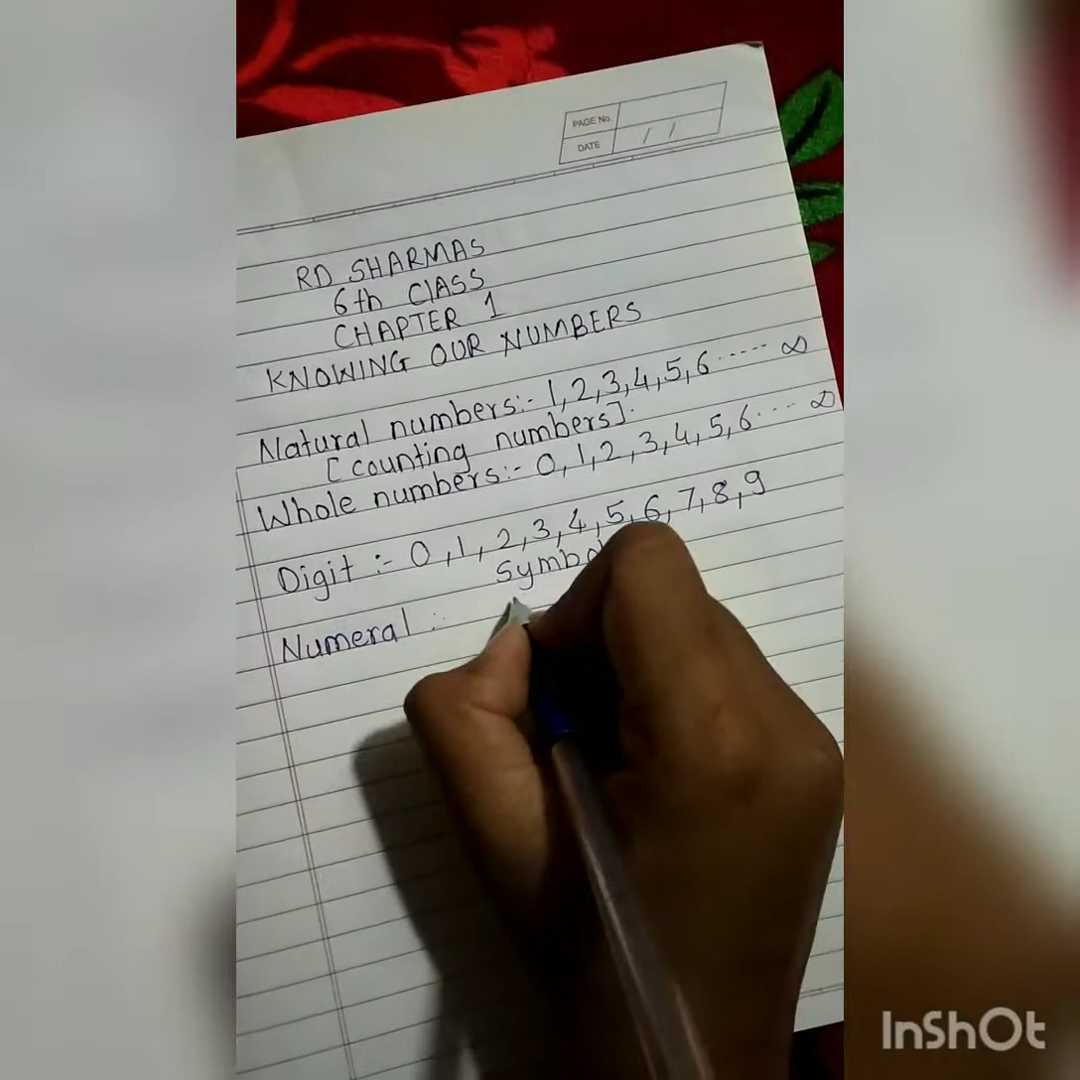 PAGE No.
DATE / /
RD SHARMAS
6th ClASS
CHAPTER 1
KNOWING OUR NUMBERS
Natural numbers:- 1,2,3,4,5,6 ..... ∞
[counting numbers].
Whole numbers:- 0,1,2,3,4,5,6.... ∞
Digit :- 0,1,2,3,4,5,6,7,8,9
Numeral :-
InShOt